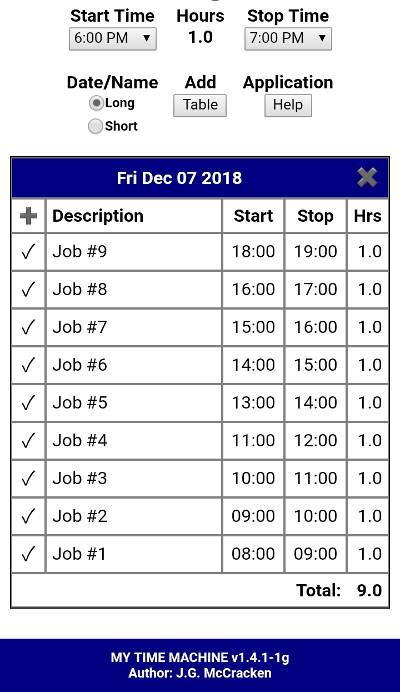 Start Time Hours Stop Time
6:00 PM ▼ 1.0 7:00 PM ▼
Date/Name Add Application
Long Table Help
Short
Fri Dec 07 2018
Description Start Stop Hrs
✓ Job #9 18:00 19:00 1.0
✓ Job #8 16:00 17:00 1.0
✓ Job #7 15:00 16:00 1.0
✓ Job #6 14:00 15:00 1.0
✓ Job #5 13:00 14:00 1.0
✓ Job #4 11:00 12:00 1.0
✓ Job #3 10:00 11:00 1.0
✓ Job #2 09:00 10:00 1.0
✓ Job #1 08:00 09:00 1.0
Total: 9.0
MY TIME MACHINE v1.4.1-1g
Author: J.G. McCracken